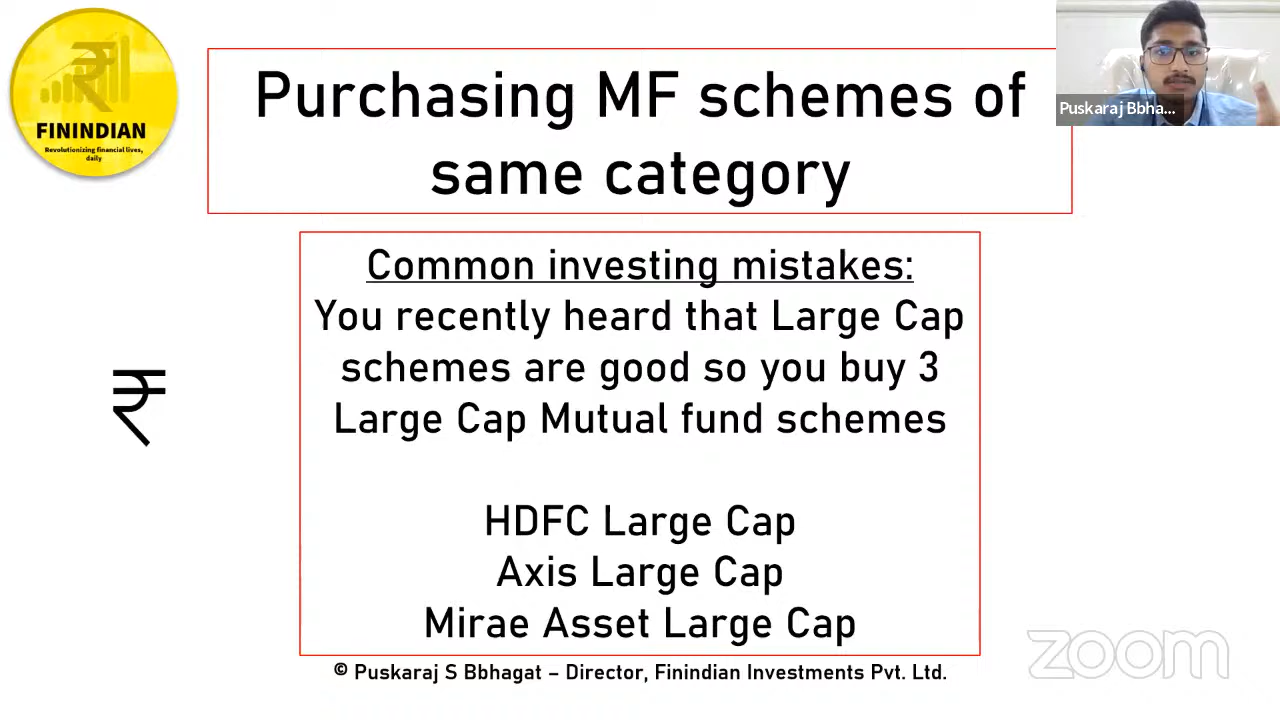 FININDIAN
Revolutionizing financial lives,
daily
Purchasing MF schemes of
same category
Puskaraj Bbha...
Common investing mistakes:
You recently heard that Large Cap
schemes are good so you buy 3
Large Cap Mutual fund schemes
HDFC Large Cap
Axis Large Cap
Mirae Asset Large Cap
₹
© Puskaraj S Bbhagat – Director, Finindian Investments Pvt. Ltd.
zoom